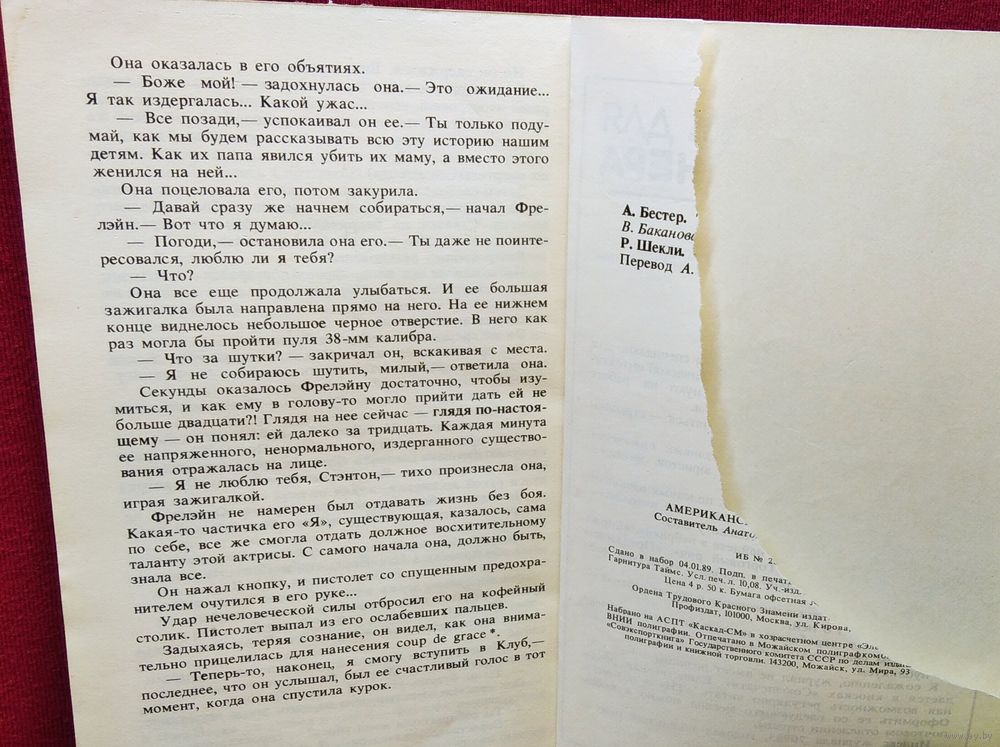 Она оказалась в его объятиях.
— Боже мой! — задохнулась она.— Это ожидание...
Я так издергалась... Какой ужас...
— Все позади,— успокаивал он ее.— Ты только поду-
май, как мы будем рассказывать всю эту историю нашим
детям. Как их папа явился убить их маму, а вместо этого
женился на ней...
Она поцеловала его, потом закурила.
— Давай сразу же начнем собираться,— начал Фре-
лэйн.— Вот что я думаю...
— Погоди,— остановила она его.— Ты даже не поинте-
ресовался, люблю ли я тебя?
— Что?
Она все еще продолжала улыбаться. И ее большая
зажигалка была направлена прямо на него. На ее нижнем
конце виднелось небольшое черное отверстие. В него как
раз могла бы пройти пуля 38-мм калибра.
— Что за шутки? — закричал он, вскакивая с места.
— Я не собираюсь шутить, милый,— ответила она.
Секунды оказалось Фрелэйну достаточно, чтобы изу-
миться, и как ему в голову-то могло прийти дать ей не
больше двадцати?! Глядя на нее сейчас — глядя по-настоя-
щему — он понял: ей далеко за тридцать. Каждая минута
ее напряженного, ненормального, издерганного существо-
вания отражалась на лице.
— Я не люблю тебя, Стэнтон,— тихо произнесла она,
играя зажигалкой.
Фрелэйн не намерен был отдавать жизнь без боя.
Какая-то частичка его «Я», существующая, казалось, сама
по себе, все же смогла отдать должное восхитительному
таланту этой актрисы. С самого начала она, должно быть,
знала все.
Он нажал кнопку, и пистолет со спущенным предохра-
нителем очутился в его руке...
Удар нечеловеческой силы отбросил его на кофейный
столик. Пистолет выпал из его ослабевших пальцев.
Задыхаясь, теряя сознание, он видел, как она внима-
тельно прицелилась для нанесения coup de grace*.
— Теперь-то, наконец, я смогу вступить в Клуб,—
последнее, что он услышал, был ее счастливый голос в тот
момент, когда она спустила курок.
А. Бестер.
В. Баканов
Р. Шекли.
Перевод А.
АМЕРИКАНС
Составитель Анато
ИБ № 2
Сдано в набор 04.01.89. Подп. в печат
Гарнитура Таймс. Усл. печ. л. 10,08. Уч.-изд.
Цена 4 р. 50 к. Бумага офсетная
Ордена Трудового Красного Знамени издат
Профиздат, 101000, Москва, ул. Кирова,
Набрано на АСПТ «Каскад-СМ» в хозрасчетном центре «Эле
ВНИИ полиграфии. Отпечатано в Можайском полиграфкомб
«Совэкспорткнига» Государственного комитета СССР по делам издате
полиграфии и книжной торговли. 143200, Можайск, ул. Мира, 93
www.ay.by